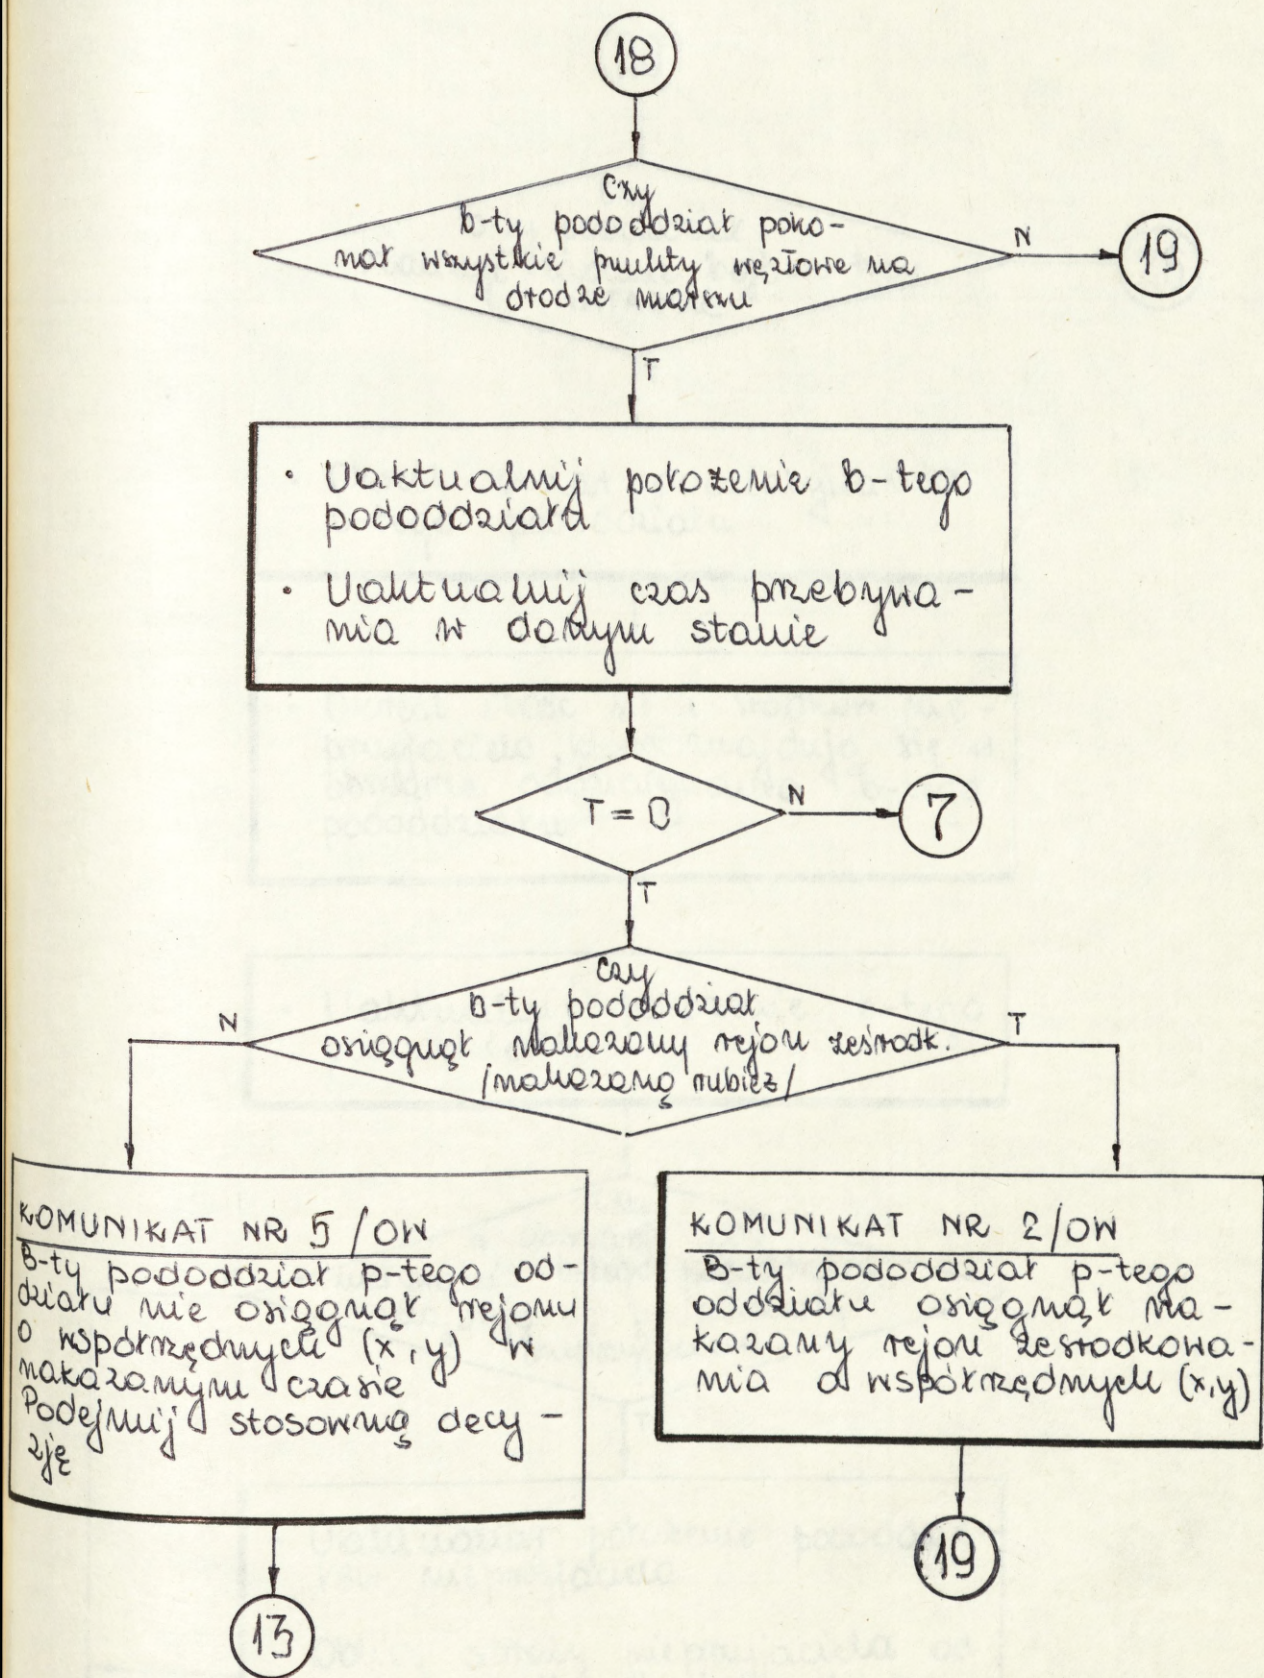 18
Czy
b-ty pododdział poko-
nał wszystkie punkty węzłowe na
drodze marszu
N
19
T
• Uaktualnij położenie b-tego
pododdziału
• Uaktualnij czas przebywa-
nia w danym stanie
T = 0
N
7
T
Czy
b-ty pododdział
osiągnął nakazany rejon ześrodk.
/nakazaną rubież/
N
T
KOMUNIKAT NR 5 /OW
B-ty pododdział p-tego od-
działu nie osiągnął rejonu
o współrzędnych (x, y) w
nakazanym czasie
Podejmij stosowną decy-
zję
13
KOMUNIKAT NR 2/OW
B-ty pododdział p-tego
oddziału osiągnął na-
kazany rejon ześrodkowa-
nia o współrzędnych (x,y)
19